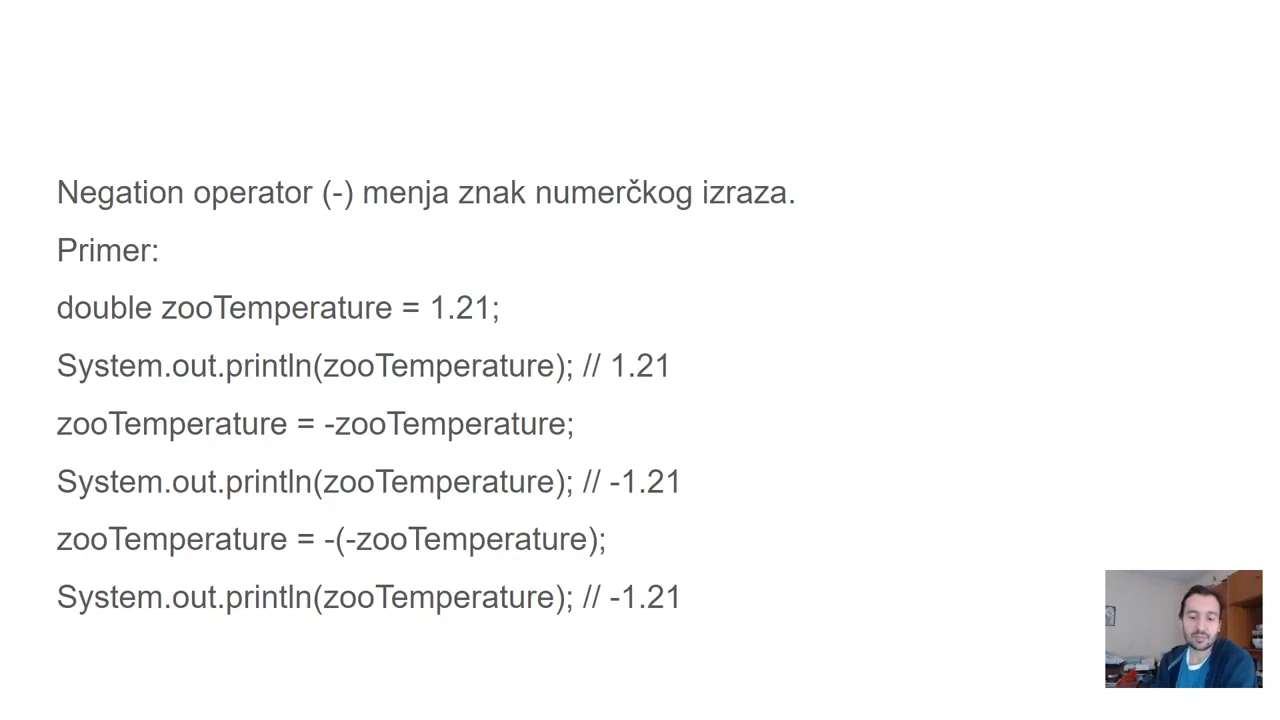 Negation operator (-) menja znak numerčkog izraza.
Primer:
double zooTemperature = 1.21;
System.out.println(zooTemperature); // 1.21
zooTemperature = -zooTemperature;
System.out.println(zooTemperature); // -1.21
zooTemperature = -(-zooTemperature);
System.out.println(zooTemperature); // -1.21